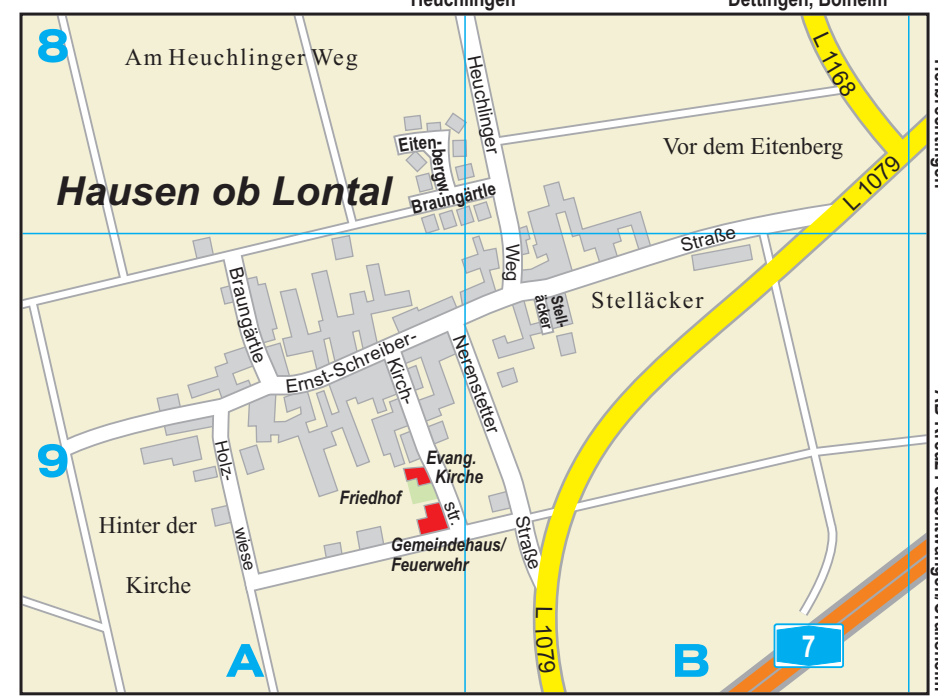 Heuchlingen
Dettingen, Bolheim
8
Am Heuchlinger Weg
L 1168
Heuchlinger
Eiten-
bergw.
Vor dem Eitenberg
Hausen ob Lontal
Braungärtle
L 1079
Straße
Weg
Braungärtle
Stelläcker
Stell-
äcker
Ernst-Schreiber-
Kirch-
Nerenstetter
9
Holz-
Evang.
Kirche
Friedhof
str.
Hinter der
wiese
Straße
Gemeindehaus/
Feuerwehr
Kirche
L 1079
A
B
7